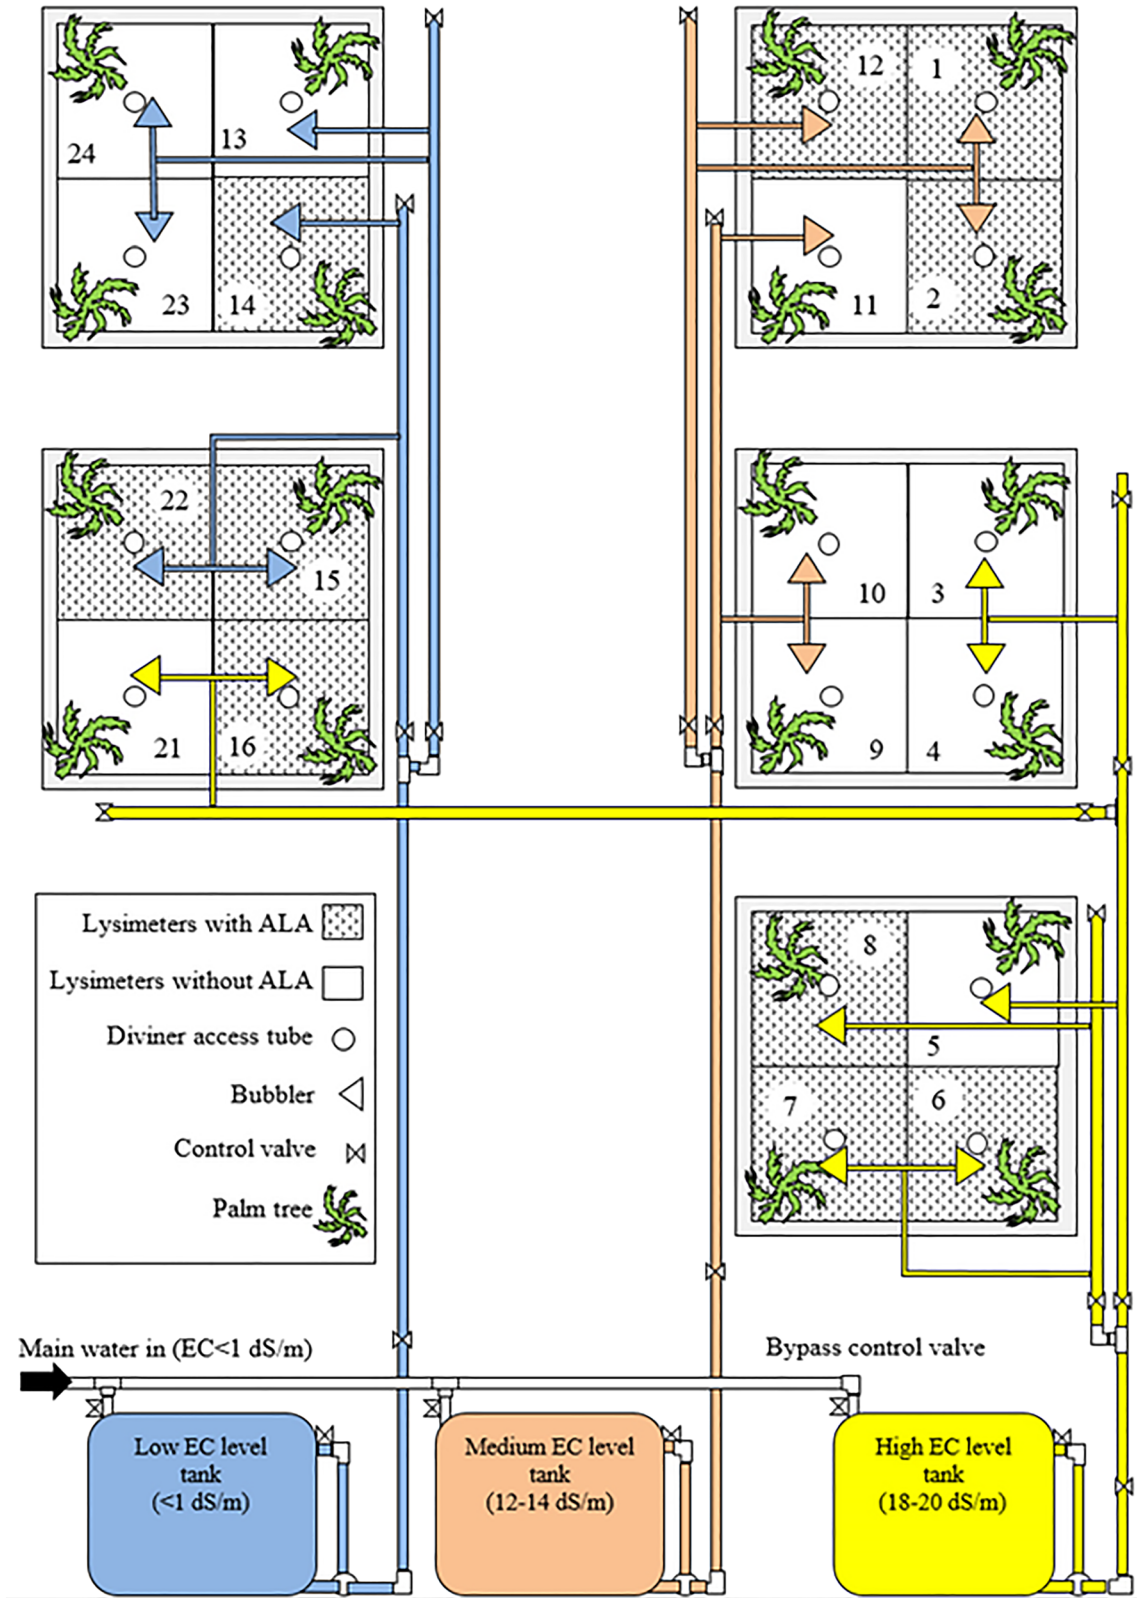 12
1
24
13
23
14
11
2
22
15
10
3
21
16
9
4
Lysimeters with ALA
Lysimeters without ALA
Diviner access tube
Bubbler
Control valve
Palm tree
8
5
7
6
Main water in (EC<1 dS/m)
Bypass control valve
Low EC level
tank
(<1 dS/m)
Medium EC level
tank
(12-14 dS/m)
High EC level
tank
(18-20 dS/m)